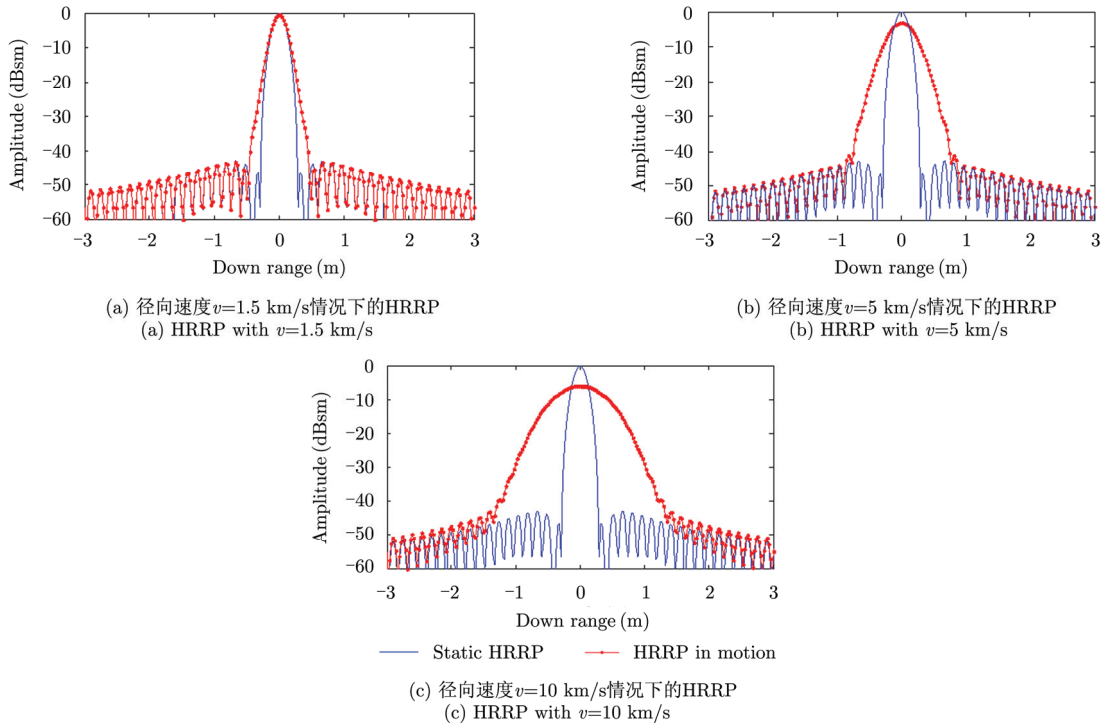 0
−10
−20
−30
−40
−50
−60
Amplitude (dBsm)
−3 −2 −1 0 1 2 3
Down range (m)
(a) 径向速度v=1.5 km/s情况下的HRRP
(a) HRRP with v=1.5 km/s
0
−10
−20
−30
−40
−50
−60
Amplitude (dBsm)
−3 −2 −1 0 1 2 3
Down range (m)
(b) 径向速度v=5 km/s情况下的HRRP
(b) HRRP with v=5 km/s
0
−10
−20
−30
−40
−50
−60
Amplitude (dBsm)
−3 −2 −1 0 1 2 3
Down range (m)
Static HRRP HRRP in motion
(c) 径向速度v=10 km/s情况下的HRRP
(c) HRRP with v=10 km/s